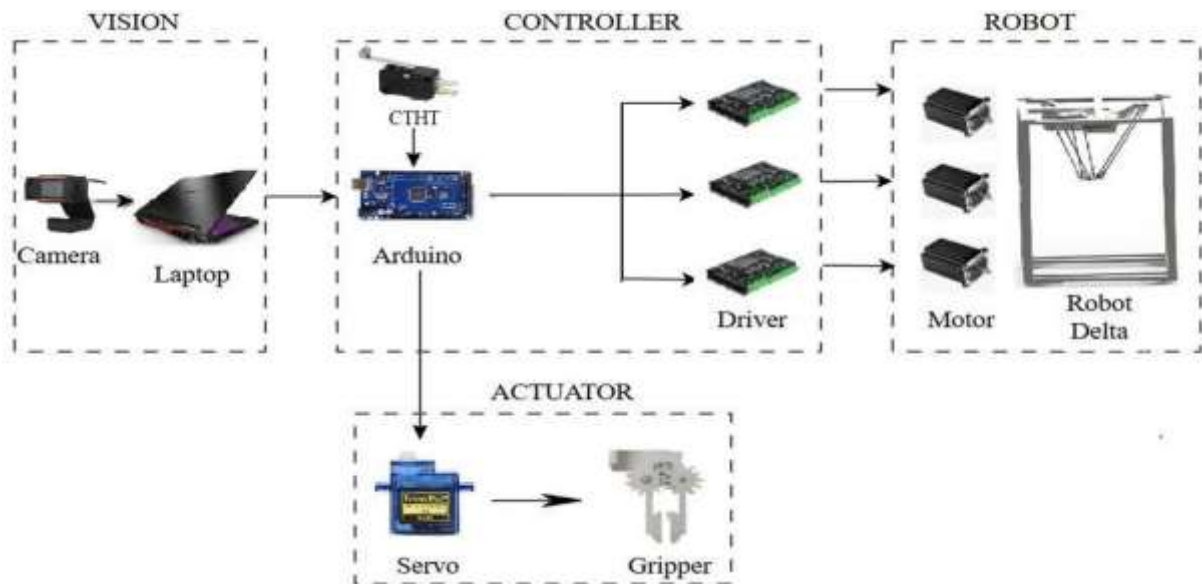 VISION
CONTROLLER
ROBOT
CTHT
Camera
Laptop
Arduino
Driver
Motor
Robot
Delta
ACTUATOR
Servo
Gripper